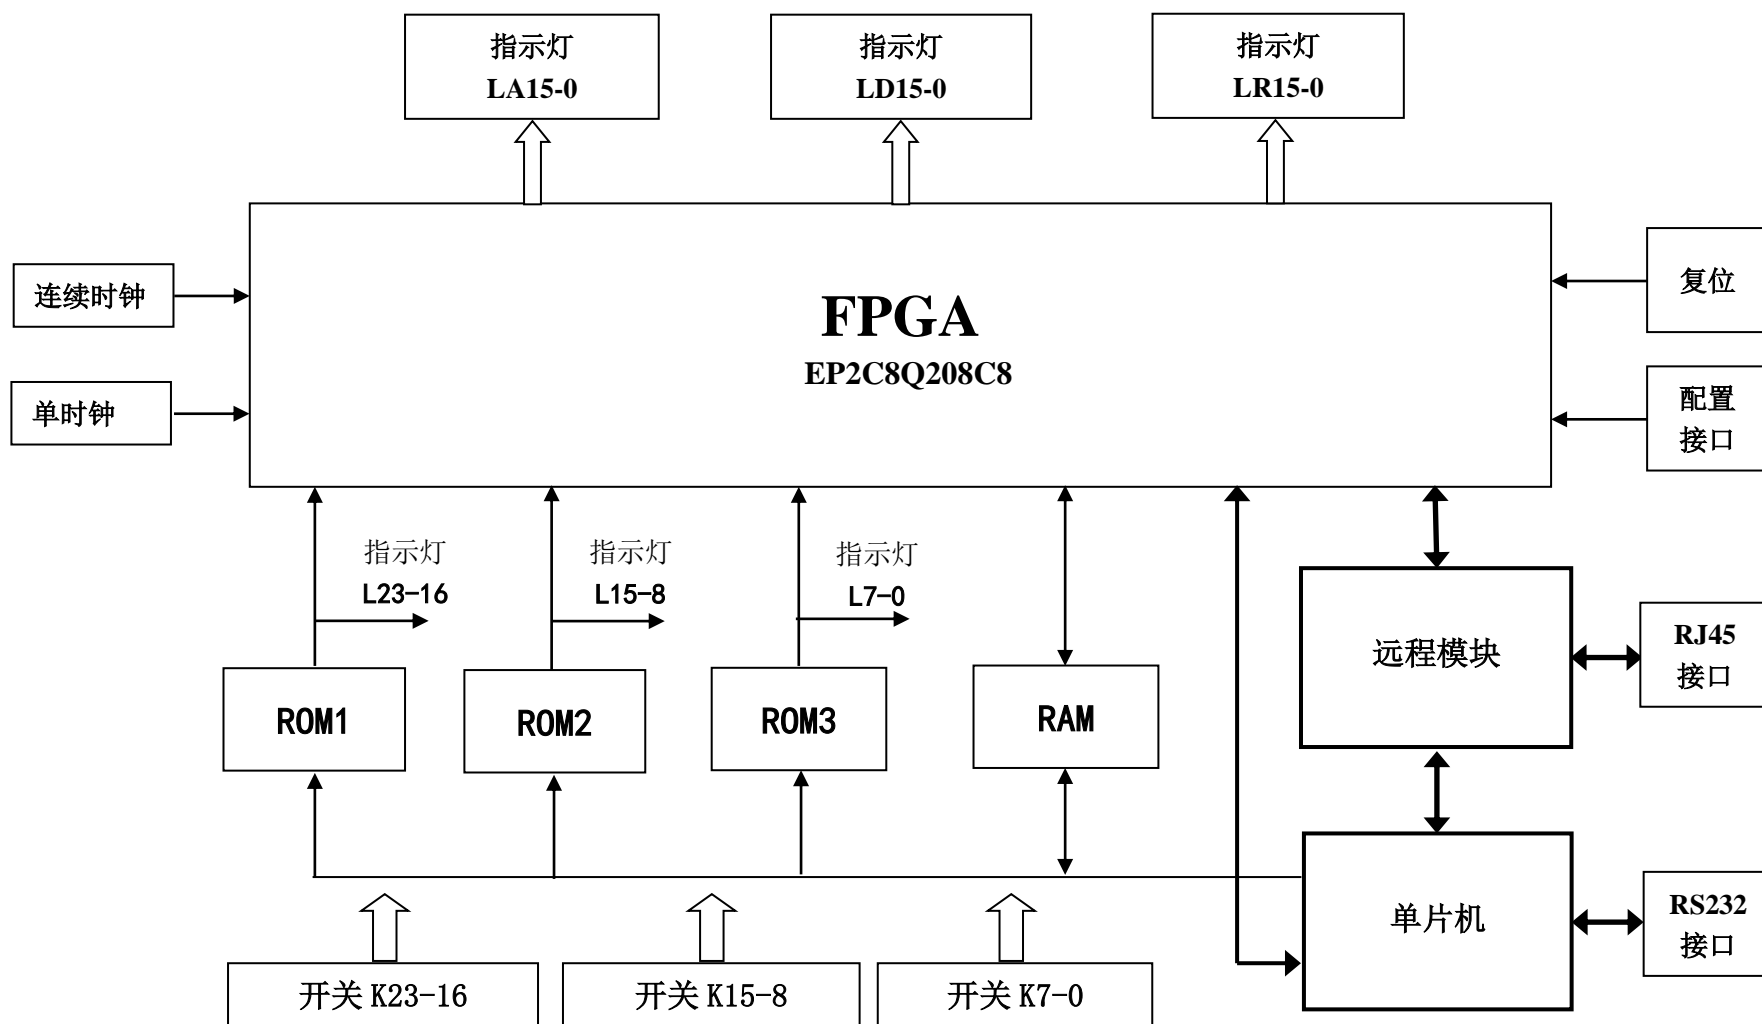 指示灯
LA15-0
指示灯
LD15-0
指示灯
LR15-0
连续时钟
单时钟
FPGA
EP2C8Q208C8
复位
配置
接口
指示灯
L23-16
指示灯
L15-8
指示灯
L7-0
ROM1
ROM2
ROM3
RAM
远程模块
RJ45
接口
单片机
RS232
接口
开关 K23-16
开关 K15-8
开关 K7-0